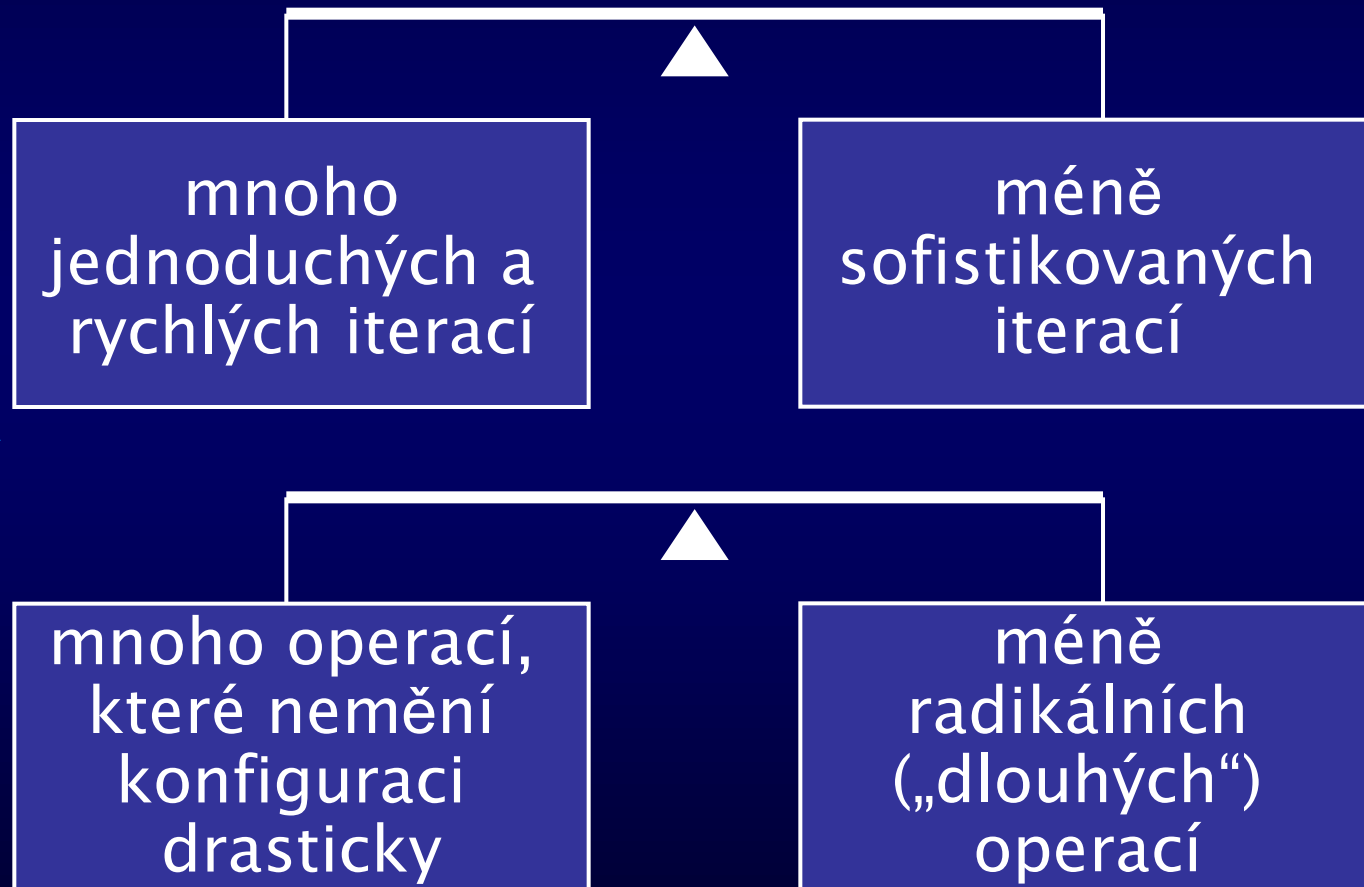 mnoho
jednoduchých a
rychlých iterací
méně
sofistikovaných
iterací
mnoho operací,
které nemění
konfiguraci
drasticky
méně
radikálních
(„dlouhých“)
operací